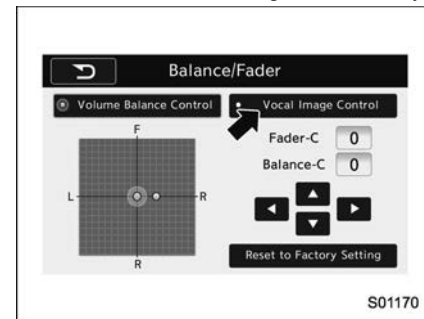 Balance/Fader
Volume Balance Control
Vocal Image Control
F
Fader-C 0
Balance-C 0
L
R
R
Reset to Factory Setting
S01170